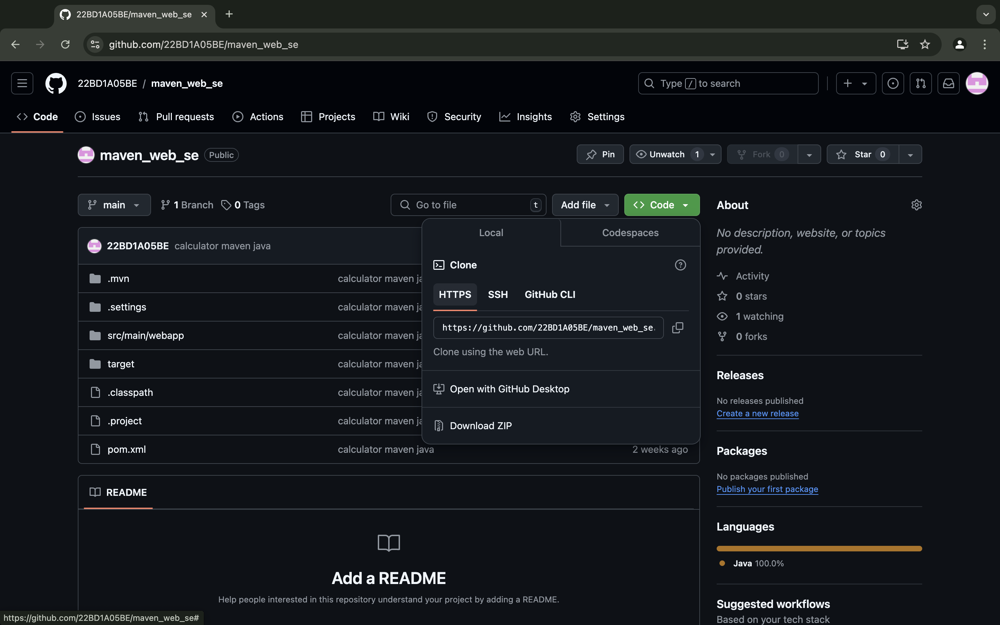 22BD1A05BE/maven_web_se
github.com/22BD1A05BE/maven_web_se
22BD1A05BE / maven_web_se
Type / to search
Code Issues Pull requests Actions Projects Wiki Security Insights Settings
maven_web_se Public
Pin Unwatch 1 Fork 0 Star 0
main 1 Branch 0 Tags Go to file t Add file Code
22BD1A05BE calculator maven java
.mvn calculator maven
.settings calculator maven
src/main/webapp calculator maven
target calculator maven
.classpath calculator maven
.project calculator maven
pom.xml calculator maven java 2 weeks ago
Local Codespaces
Clone
HTTPS SSH GitHub CLI
https://github.com/22BD1A05BE/maven_web_se.
Clone using the web URL.
Open with GitHub Desktop
Download ZIP
README
Add a README
Help people interested in this repository understand your project by adding a README.
About
No description, website, or topics
provided.
Activity
0 stars
1 watching
0 forks
Releases
No releases published
Create a new release
Packages
No packages published
Publish your first package
Languages
Java 100.0%
Suggested workflows
Based on your tech stack
https://github.com/22BD1A05BE/maven_web_se#